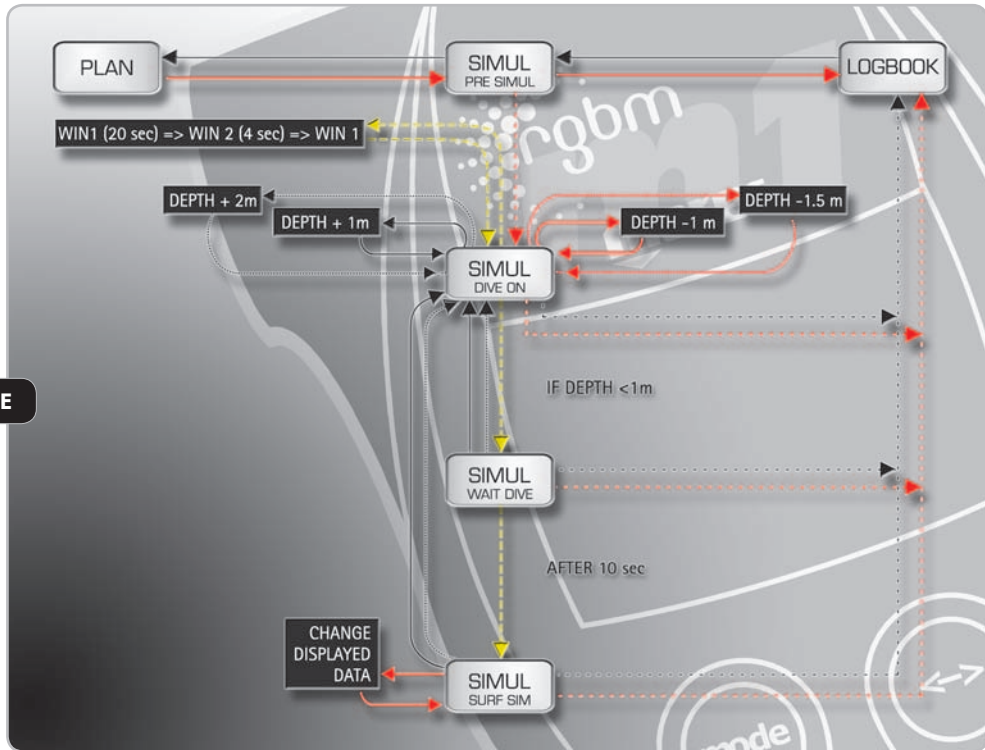 PLAN
SIMUL
PRE SIMUL
LOGBOOK
rgbm
m1
WIN1 (20 sec) => WIN 2 (4 sec) => WIN 1
DEPTH + 2m
DEPTH + 1m
DEPTH -1 m
DEPTH -1.5 m
SIMUL
DIVE ON
IF DEPTH <1m
E
SIMUL
WAIT DIVE
AFTER 10 sec
CHANGE
DISPLAYED
DATA
SIMUL
SURF SIM
mode